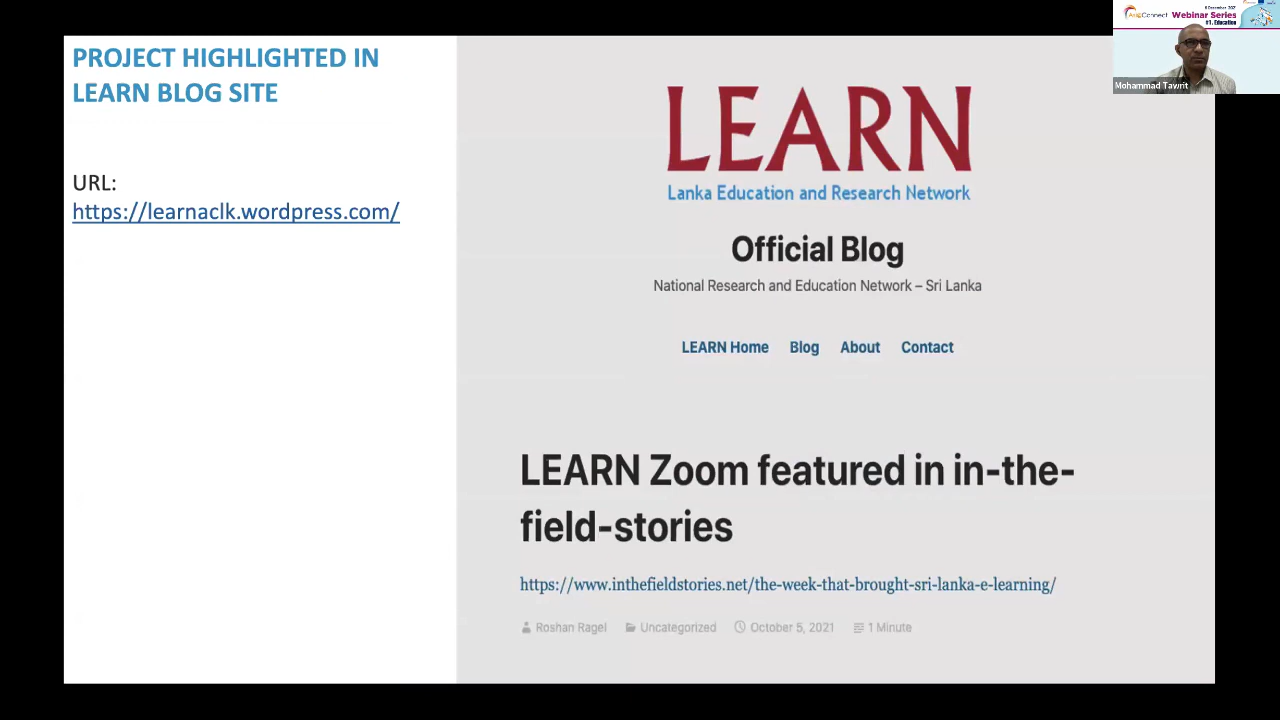 PROJECT HIGHLIGHTED IN
LEARN BLOG SITE
URL:
https://learnaclk.wordpress.com/
LEARN
Lanka Education and Research Network
Official Blog
National Research and Education Network – Sri Lanka
LEARN Home Blog About Contact
LEARN Zoom featured in in-the-
field-stories
https://www.inthefieldstories.net/the-week-that-brought-sri-lanka-e-learning/
Roshan Ragel Uncategorized October 5, 2021 1 Minute
Webinar Series
#1. Education
Mohammad Tawrit